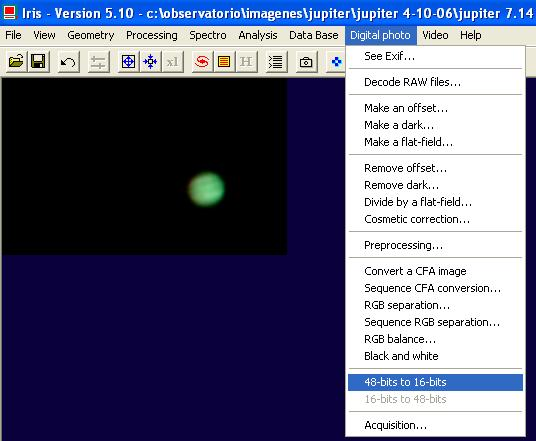 Iris - Version 5.10 - c:\observatorio\imagenes\jupiter\jupiter 4-10-06\jupiter 7.14
File View Geometry Processing Spectro Analysis Data Base Digital photo Video Help
x1 S H
See Exif...
Decode RAW files...
Make an offset...
Make a dark...
Make a flat-field...
Remove offset...
Remove dark...
Divide by a flat-field...
Cosmetic correction...
Preprocessing...
Convert a CFA image
Sequence CFA conversion...
RGB separation...
Sequence RGB separation...
RGB balance...
Black and white
48-bits to 16-bits
16-bits to 48-bits
Acquisition...